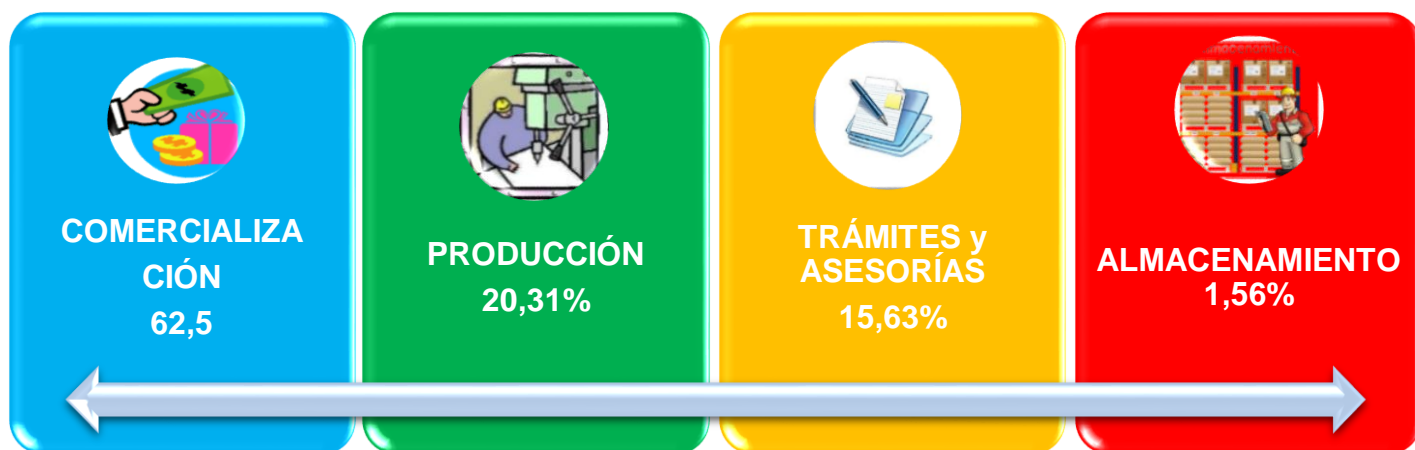 COMERCIALIZA
CIÓN
62,5
PRODUCCIÓN
20,31%
TRÁMITES y
ASESORÍAS
15,63%
ALMACENAMIENTO
1,56%